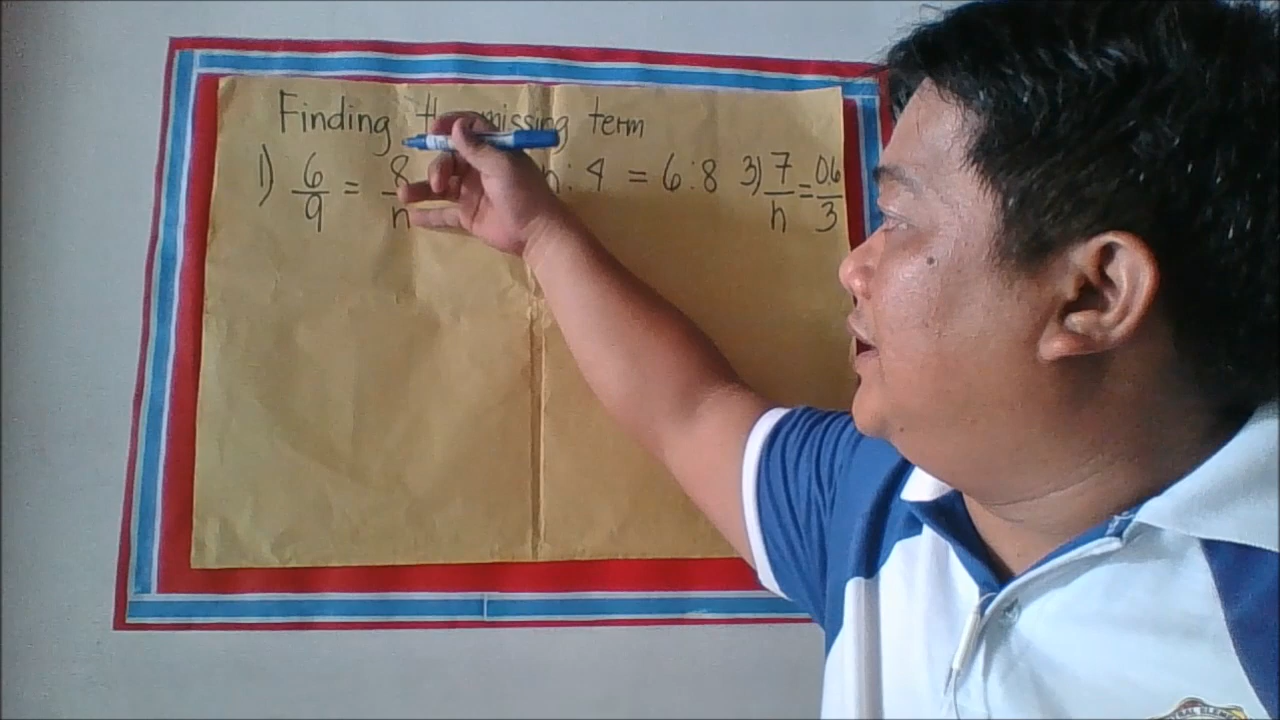 Finding missing term
1) 6/9 = 8/n : 4 = 6 : 8 3) 7/n = 0.6/3